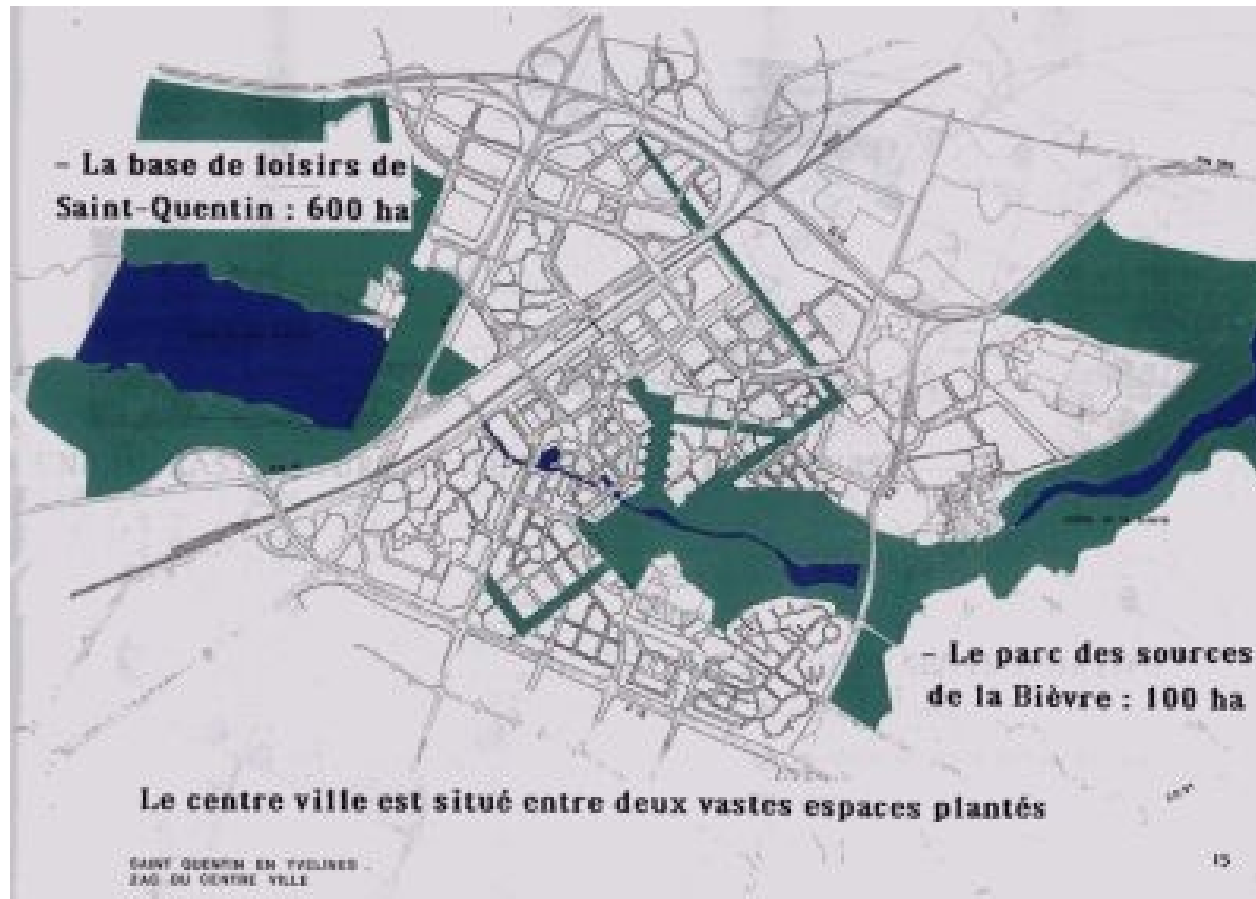 - La base de loisirs de
Saint-Quentin : 600 ha
- Le parc des sources
de la Bièvre : 100 ha
Le centre ville est situé entre deux vastes espaces plantés
SAINT QUENTIN EN YVELINES .
ZAC DU CENTRE VILLE
15